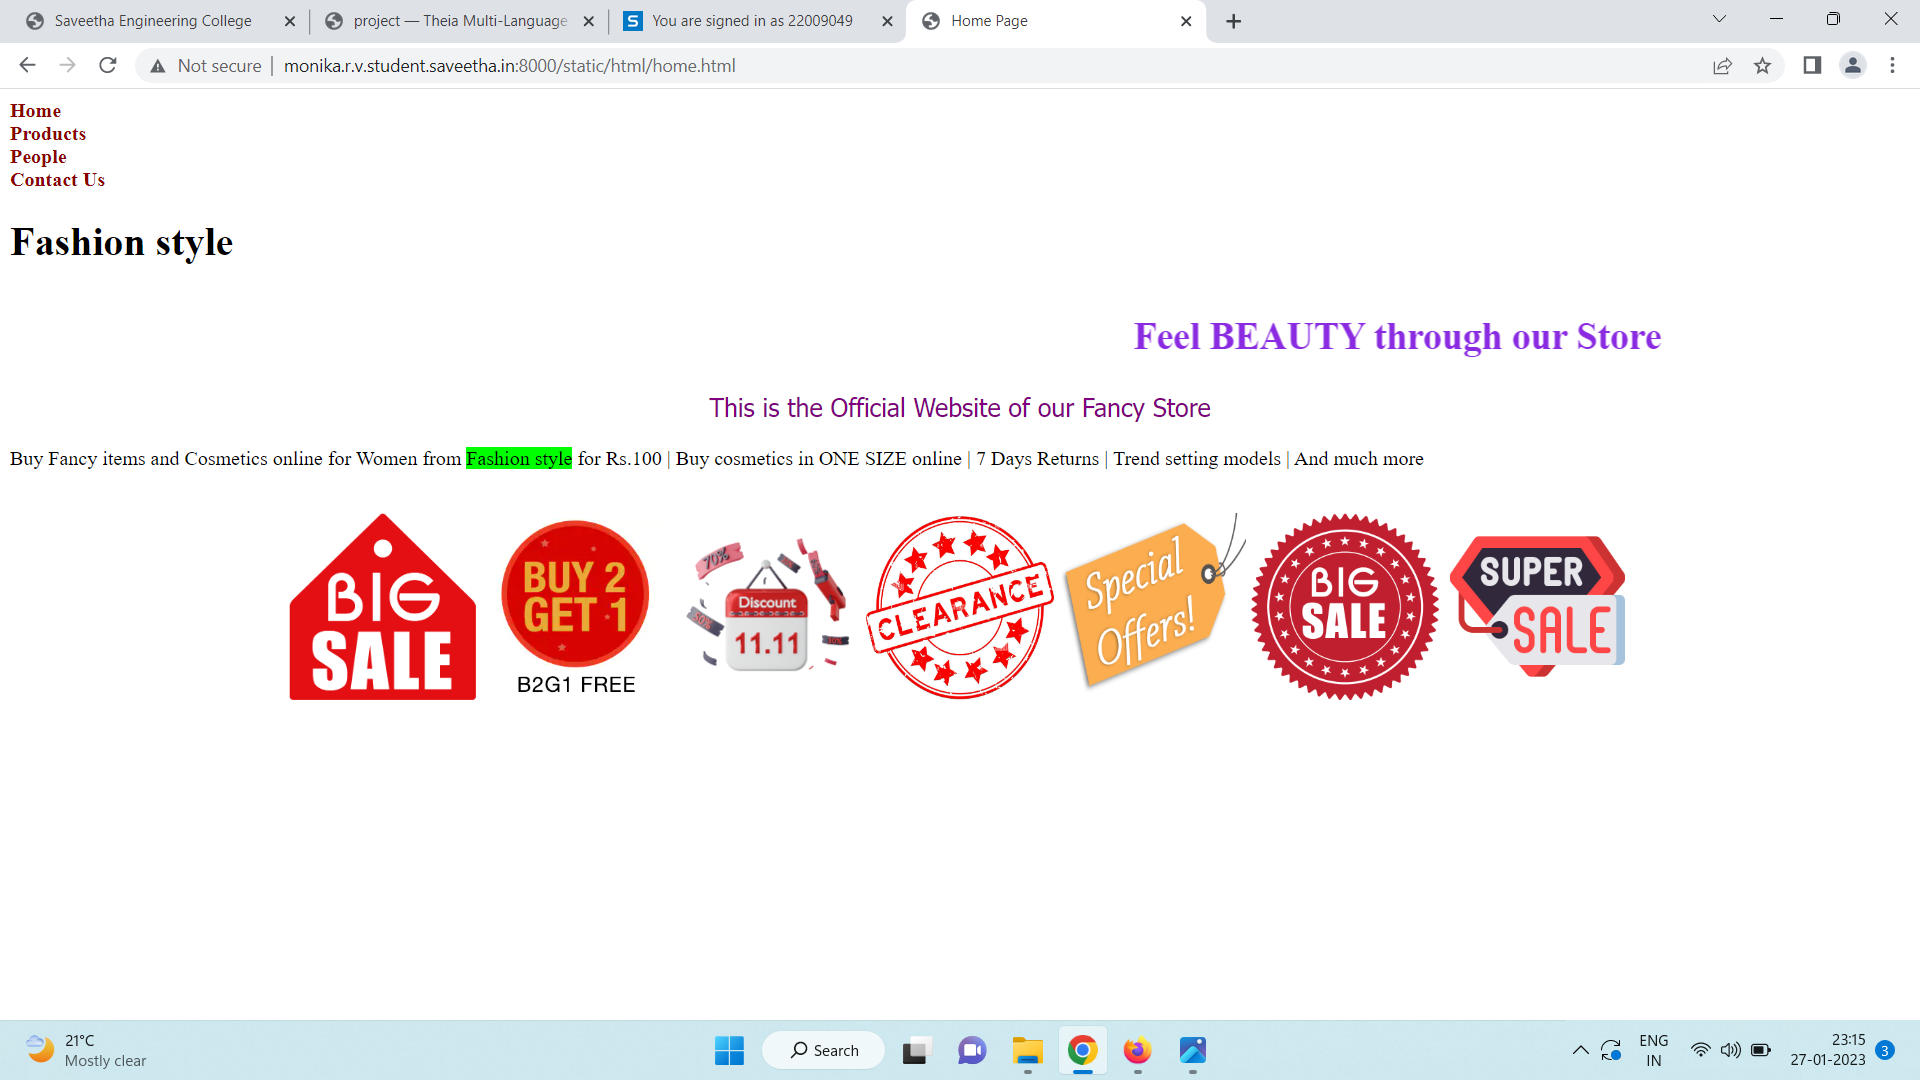 Saveetha Engineering College
project — Theia Multi-Language
You are signed in as 22009049
Home Page
Not secure
monika.r.v.student.saveetha.in:8000/static/html/home.html
Home
Products
People
Contact Us
Fashion style
Feel BEAUTY through our Store
This is the Official Website of our Fancy Store
Buy Fancy items and Cosmetics online for Women from Fashion style for Rs.100 | Buy cosmetics in ONE SIZE online | 7 Days Returns | Trend setting models | And much more
BIG
SALE
BUY 2
GET 1
B2G1 FREE
70%
50%
Discount
11.11
CLEARANCE
Special
Offers!
BIG
SALE
SUPER
SALE
21°C
Mostly clear
Search
ENG
IN
23:15
27-01-2023
3